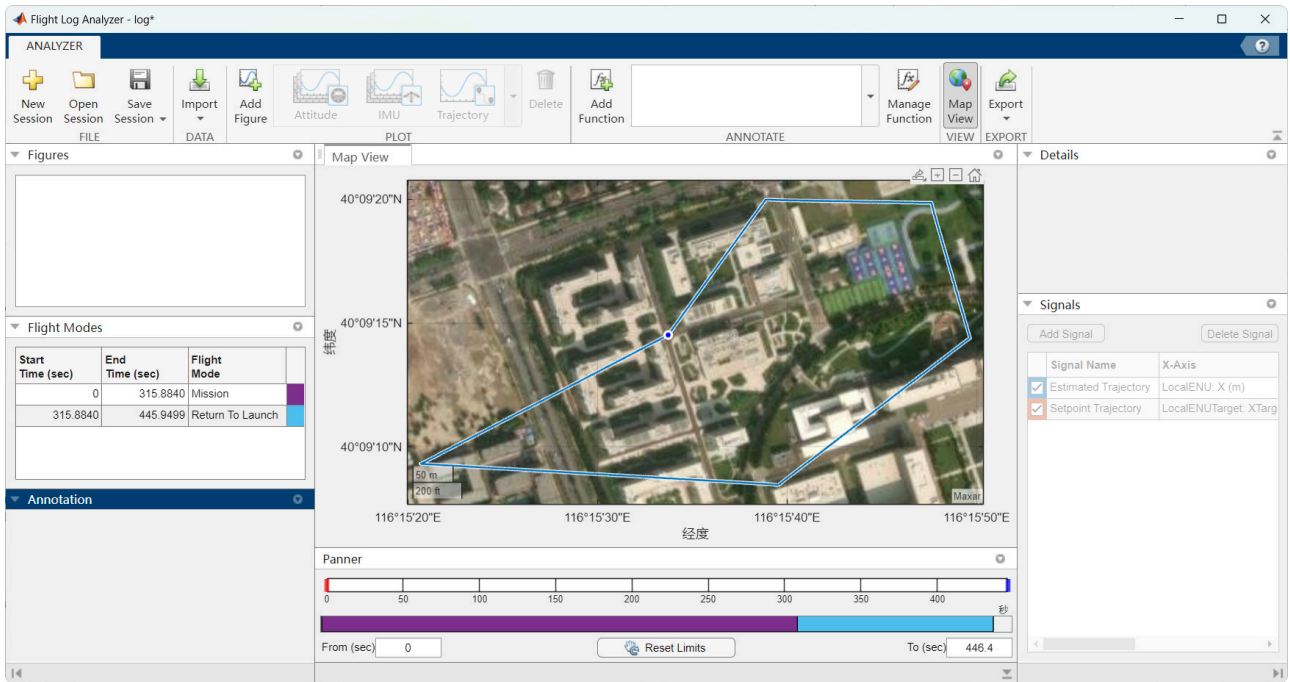 Flight Log Analyzer - log*
ANALYZER
?
New Session
Open Session
Save Session
Import
Add Figure
Attitude
IMU
Trajectory
Delete
Add Function
Manage Function
Map View
Export
FILE
DATA
PLOT
ANNOTATE
VIEW
EXPORT
Figures
Flight Modes
Start Time (sec) End Time (sec) Flight Mode
0 315.8840 Mission
315.8840 445.9499 Return To Launch
Annotation
Map View
40°09'20"N
40°09'15"N
40°09'10"N
纬度
50 m
200 ft
Maxar
116°15'20"E 116°15'30"E 116°15'40"E 116°15'50"E
经度
Panner
0 50 100 150 200 250 300 350 400
秒
From (sec) 0
Reset Limits
To (sec) 446.4
Details
Signals
Add Signal
Delete Signal
Signal Name X-Axis
Estimated Trajectory LocalENU: X (m)
Setpoint Trajectory LocalENUTarget: XTarg